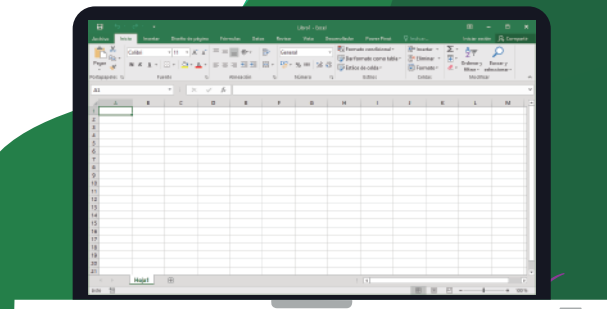 Libro1 - Excel
Archivo Inicio Insertar Diseño de página Fórmulas Datos Revisar Vista Desarrollador Power Pivot Iniciar sesión Compartir
Calibri 11 General Formato condicional Insertar
Pegar N K S Dar formato como tabla Eliminar Ordenar y Buscar y
Estilos de celda Formato filtrar seleccionar
Portapapeles Fuente Alineación Número Estilos Celdas Modificar
A1 fx
A B C D E F G H I J K L M
1
2
3
4
5
6
7
8
9
10
11
12
13
14
15
16
17
18
19
20
21
Hoja1
100%